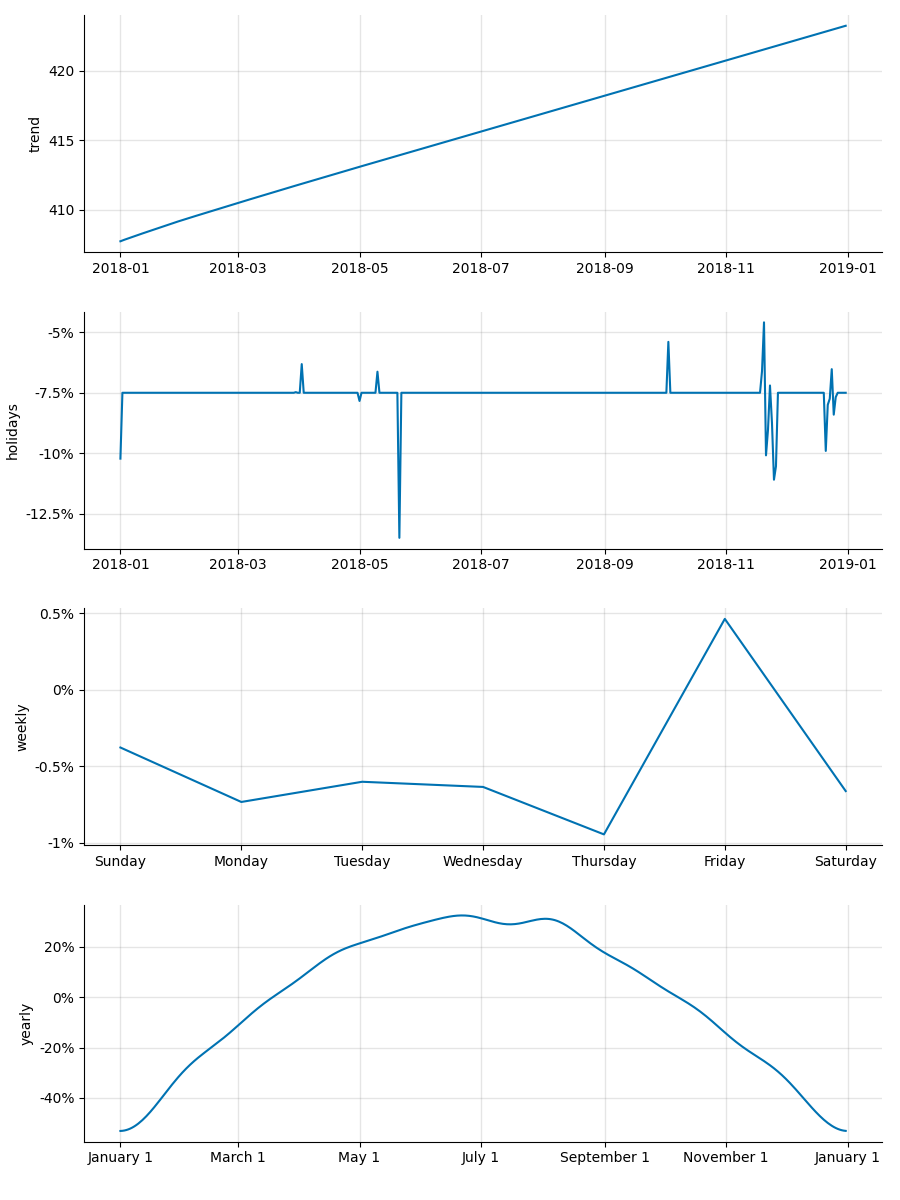 trend
420
415
410
2018-01 2018-03 2018-05 2018-07 2018-09 2018-11 2019-01
holidays
-5%
-7.5%
-10%
-12.5%
2018-01 2018-03 2018-05 2018-07 2018-09 2018-11 2019-01
weekly
0.5%
0%
-0.5%
-1%
Sunday Monday Tuesday Wednesday Thursday Friday Saturday
yearly
20%
0%
-20%
-40%
January 1 March 1 May 1 July 1 September 1 November 1 January 1